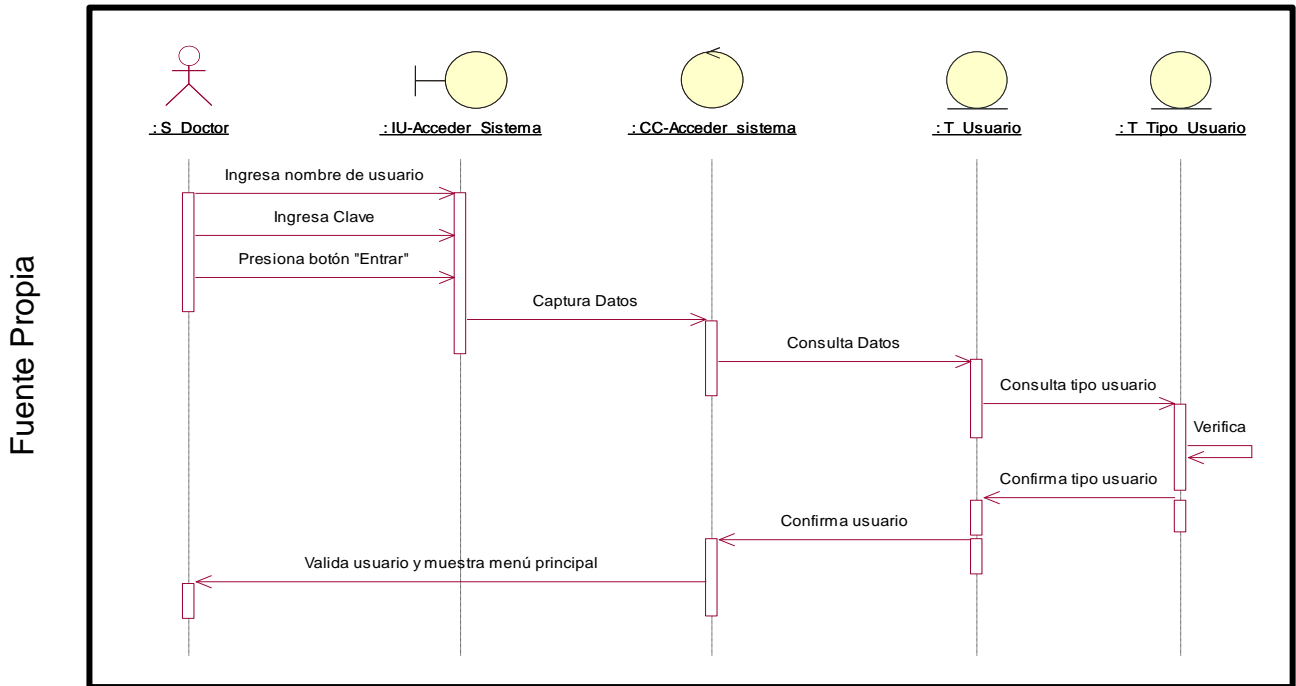 Fuente Propia
: S_Doctor
: IU-Acceder_Sistema
: CC-Acceder_sistema
: T_Usuario
: T_Tipo_Usuario
Ingresa nombre de usuario
Ingresa Clave
Presiona botón "Entrar"
Captura Datos
Consulta Datos
Consulta tipo usuario
Verifica
Confirma tipo usuario
Confirma usuario
Valida usuario y muestra menú principal